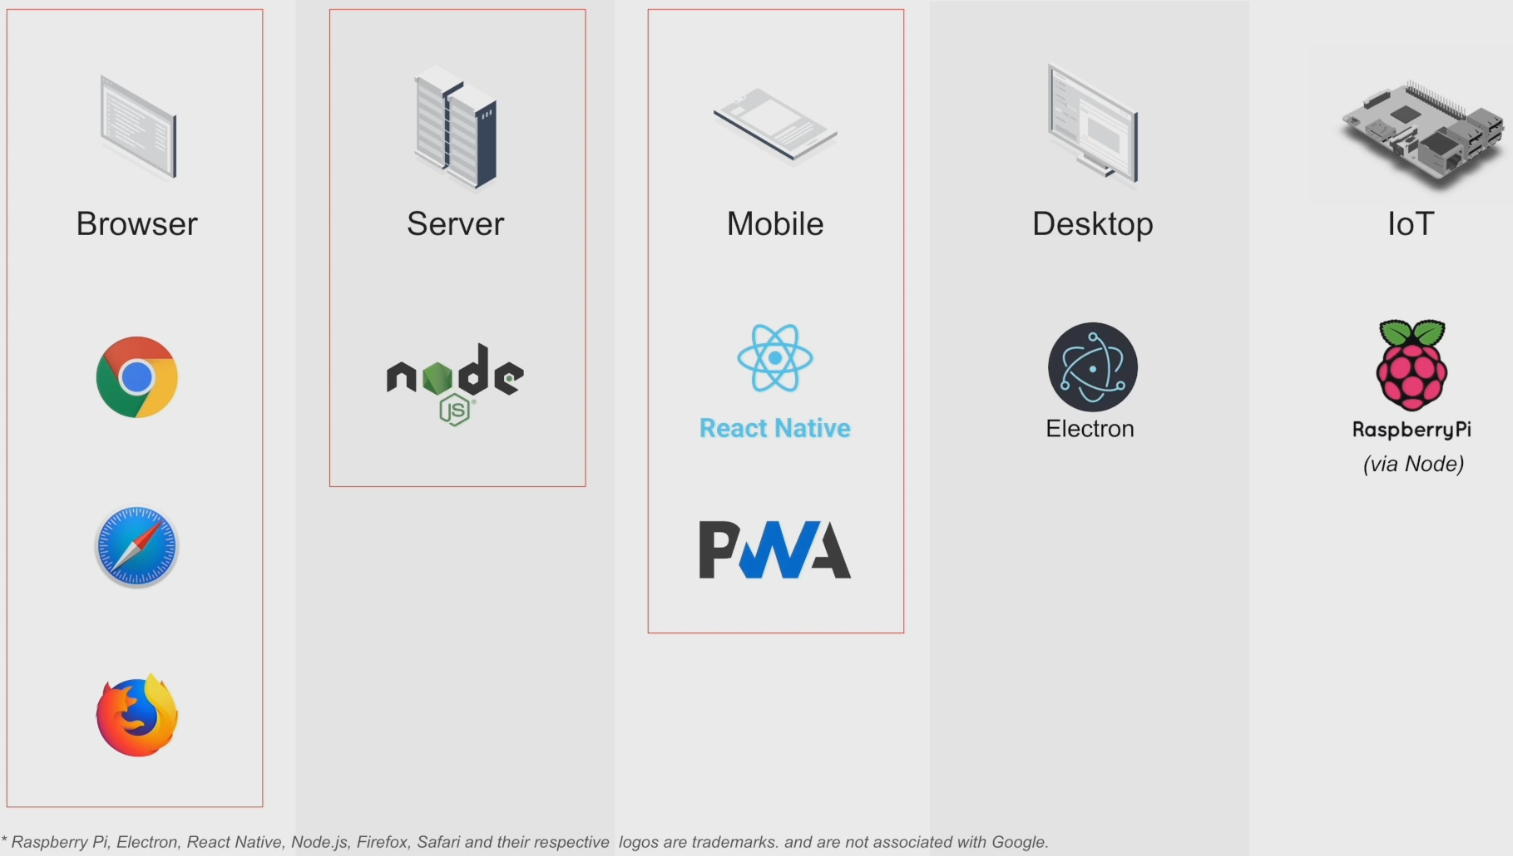 Browser
Server
Mobile
Desktop
IoT
node
JS
React Native
Electron
RaspberryPi
(via Node)
PWA
* Raspberry Pi, Electron, React Native, Node.js, Firefox, Safari and their respective logos are trademarks. and are not associated with Google.